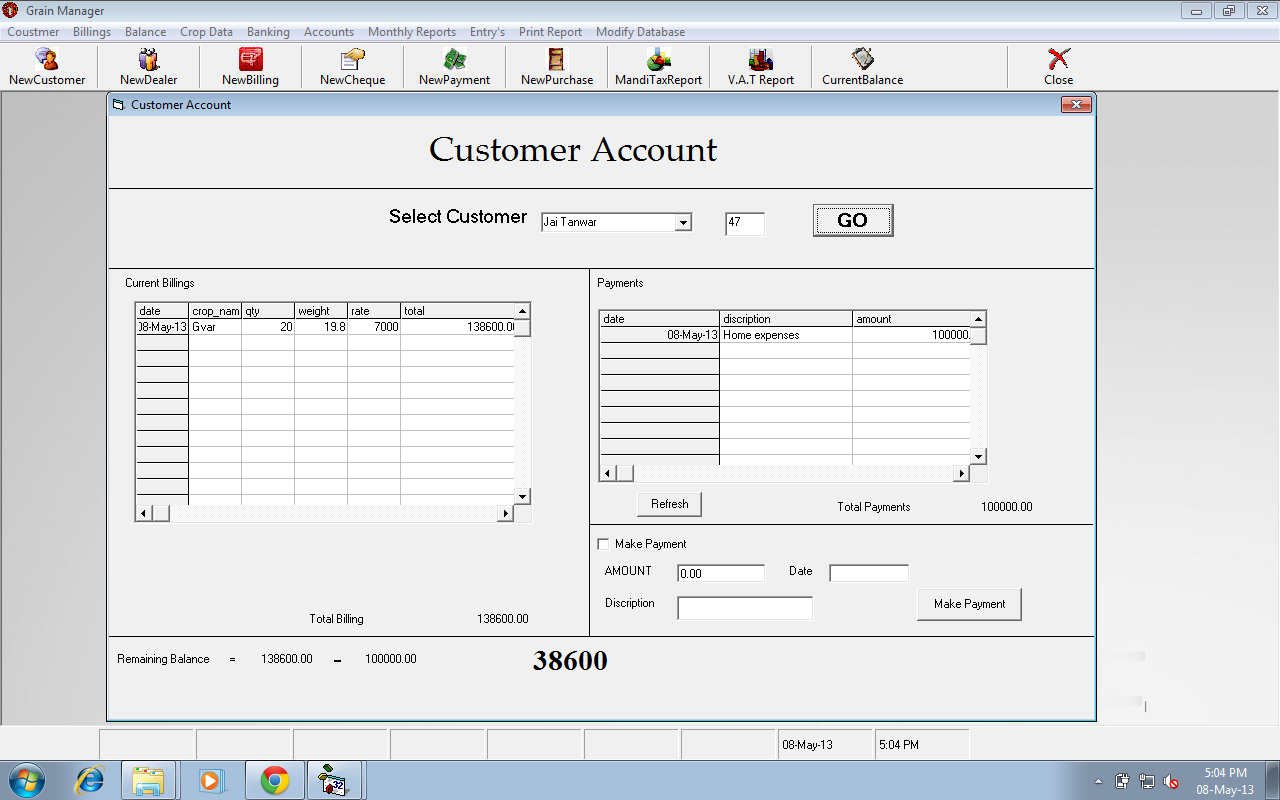 Grain Manager
Coustmer Billings Balance Crop Data Banking Accounts Monthly Reports Entry's Print Report Modify Database
NewCustomer NewDealer NewBilling NewCheque NewPayment NewPurchase MandiTaxReport V.A.T Report CurrentBalance Close
Customer Account
Customer Account
Select Customer Jai Tanwar 47 GO
Current Billings
date crop_nam qty weight rate total
08-May-13 Gvar 20 19.8 7000 138600.00
Total Billing 138600.00
Payments
date discription amount
08-May-13 Home expenses 100000.
Refresh Total Payments 100000.00
Make Payment
AMOUNT 0.00 Date
Discription Make Payment
Remaining Balance = 138600.00 – 100000.00 38600
08-May-13 5:04 PM
32
5:04 PM
08-May-13